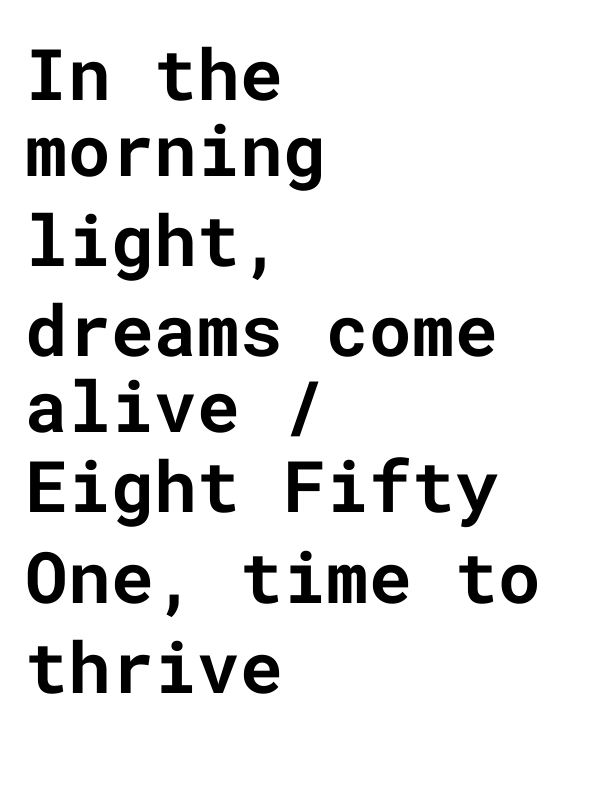 In the
morning
light,
dreams come
alive /
Eight Fifty
One, time to
thrive